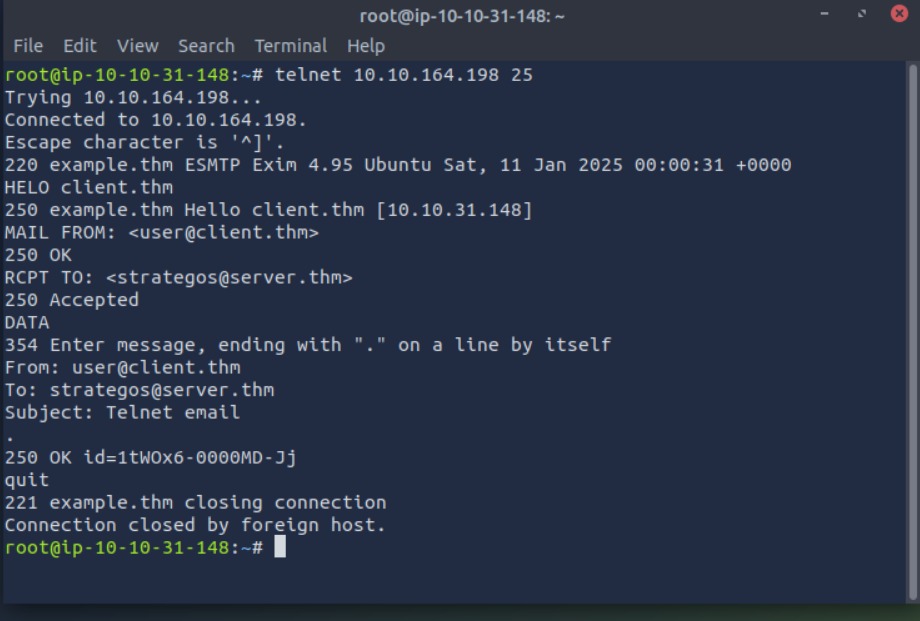 root@ip-10-10-31-148: ~
File Edit View Search Terminal Help
root@ip-10-10-31-148:~# telnet 10.10.164.198 25
Trying 10.10.164.198...
Connected to 10.10.164.198.
Escape character is '^]'.
220 example.thm ESMTP Exim 4.95 Ubuntu Sat, 11 Jan 2025 00:00:31 +0000
HELO client.thm
250 example.thm Hello client.thm [10.10.31.148]
MAIL FROM: <user@client.thm>
250 OK
RCPT TO: <strategos@server.thm>
250 Accepted
DATA
354 Enter message, ending with "." on a line by itself
From: user@client.thm
To: strategos@server.thm
Subject: Telnet email
.
250 OK id=1tWOx6-0000MD-Jj
quit
221 example.thm closing connection
Connection closed by foreign host.
root@ip-10-10-31-148:~#